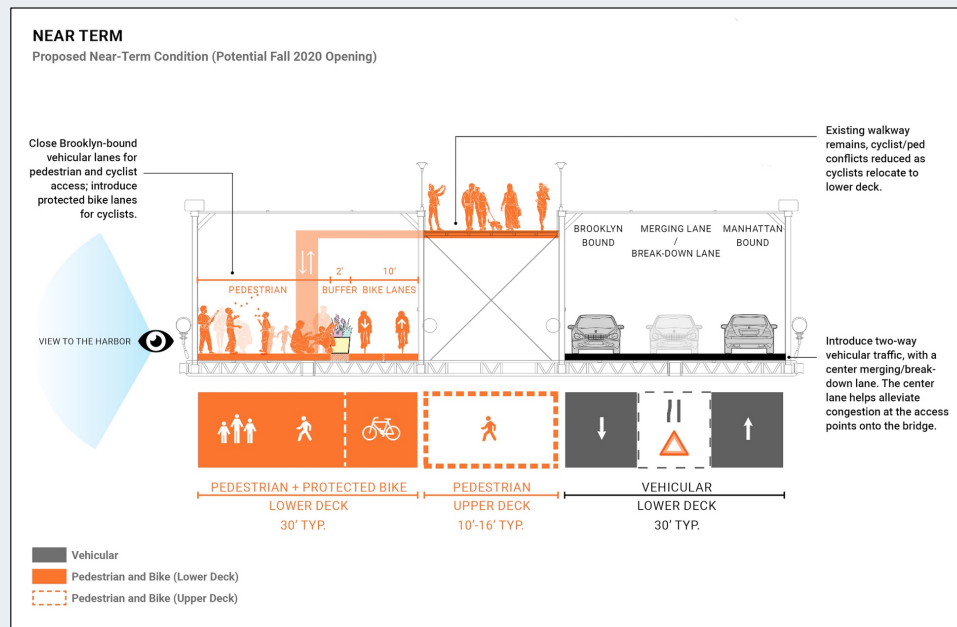 NEAR TERM
Proposed Near-Term Condition (Potential Fall 2020 Opening)
Close Brooklyn-bound
vehicular lanes for
pedestrian and cyclist
access; introduce
protected bike lanes
for cyclists.
Existing walkway
remains, cyclist/ped
conflicts reduced as
cyclists relocate to
lower deck.
BROOKLYN
BOUND
MERGING LANE
/
BREAK-DOWN LANE
MANHATTAN
BOUND
2' 10'
PEDESTRIAN BUFFER BIKE LANES
VIEW TO THE HARBOR
Introduce two-way
vehicular traffic, with a
center merging/break-
down lane. The center
lane helps alleviate
congestion at the access
points onto the bridge.
PEDESTRIAN + PROTECTED BIKE
LOWER DECK
30' TYP.
PEDESTRIAN
UPPER DECK
10'-16' TYP.
VEHICULAR
LOWER DECK
30' TYP.
Vehicular
Pedestrian and Bike (Lower Deck)
Pedestrian and Bike (Upper Deck)